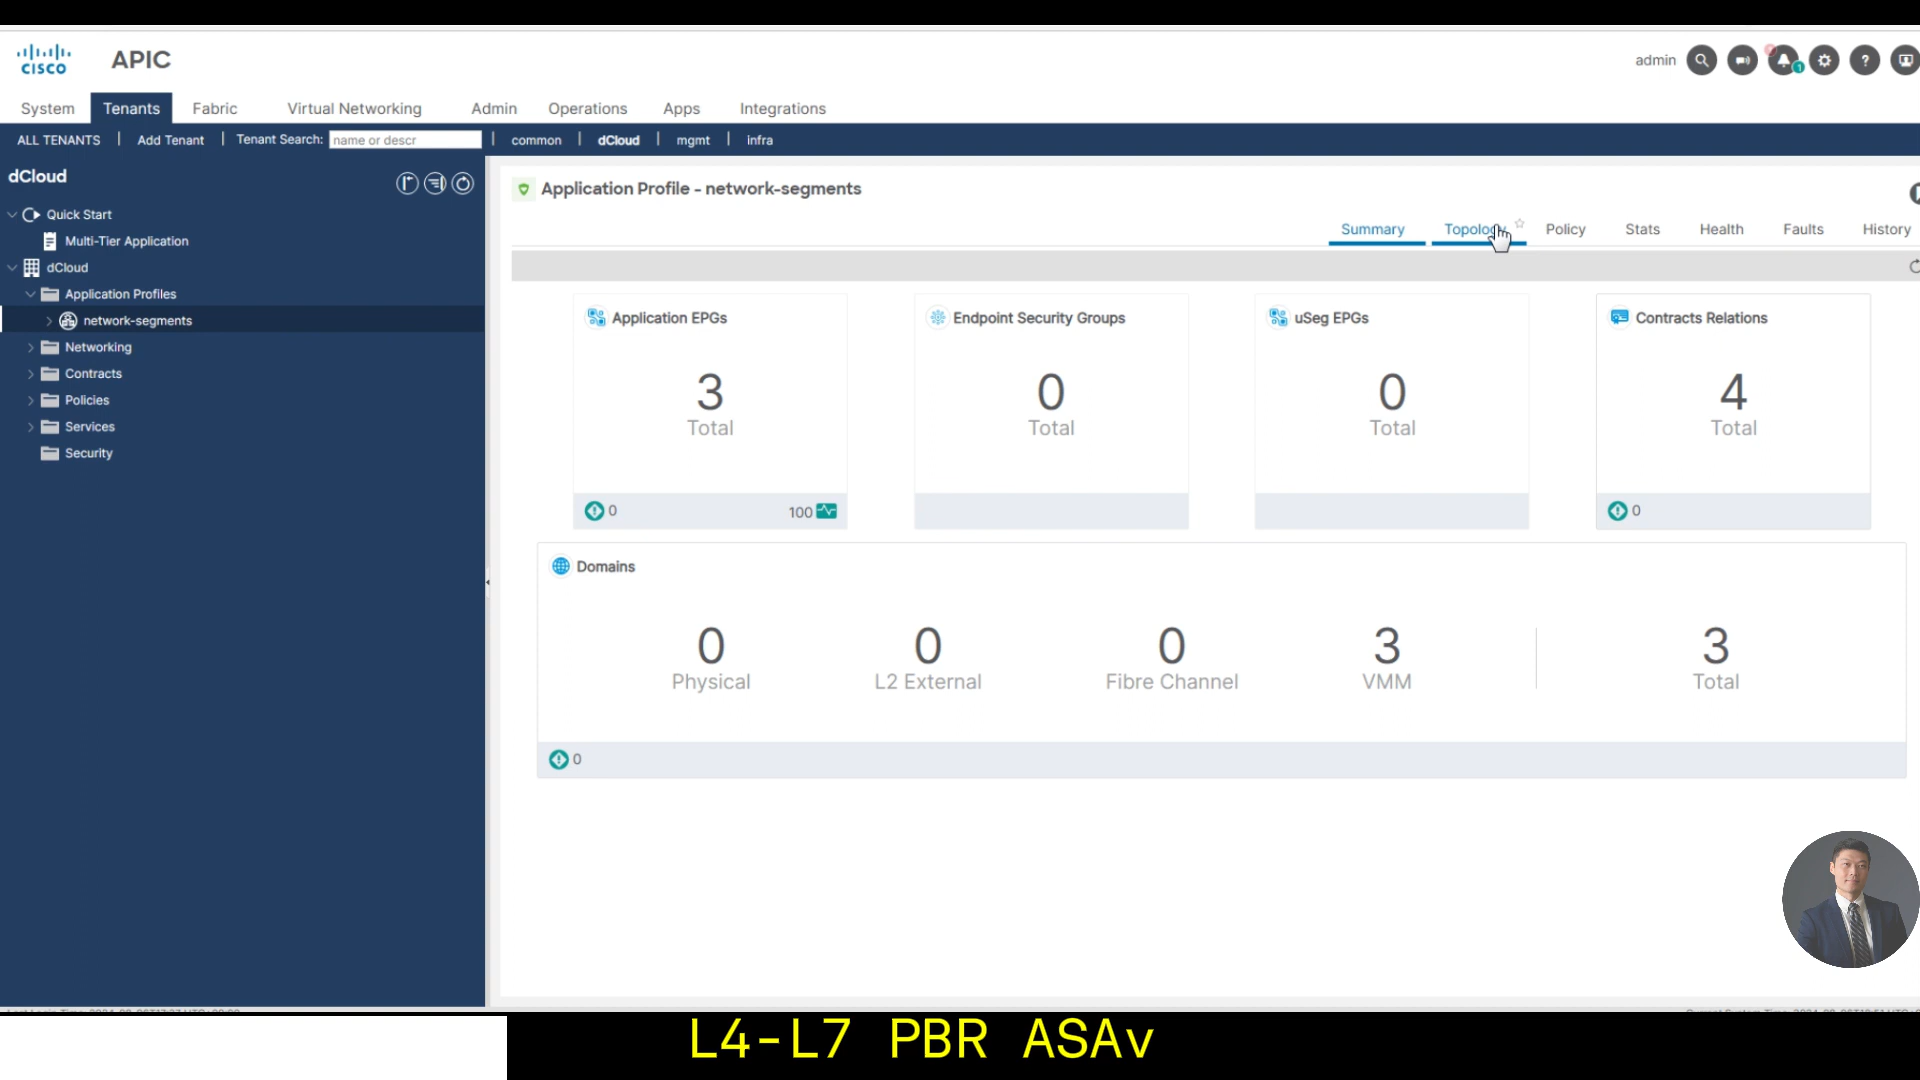 cisco
APIC
admin
1
System Tenants Fabric Virtual Networking Admin Operations Apps Integrations
ALL TENANTS | Add Tenant | Tenant Search: name or descr | common | dCloud | mgmt | infra
dCloud
Quick Start
Multi-Tier Application
dCloud
Application Profiles
network-segments
Networking
Contracts
Policies
Services
Security
Application Profile - network-segments
Summary Topology Policy Stats Health Faults History
Application EPGs
3
Total
0 100
Endpoint Security Groups
0
Total
uSeg EPGs
0
Total
Contracts Relations
4
Total
0
Domains
0 Physical
0 L2 External
0 Fibre Channel
3 VMM
3 Total
0
L4-L7 PBR ASAv